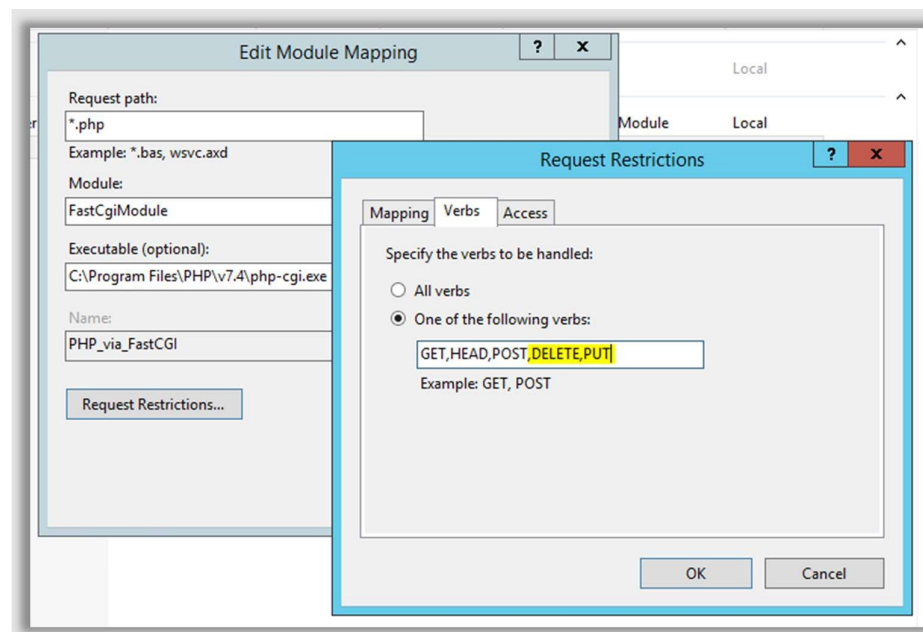 Edit Module Mapping
? x
Local
Request path:
*.php
Module
Local
Example: *.bas, wsvc.axd
Request Restrictions
? x
Module:
FastCgiModule
Mapping
Verbs
Access
Executable (optional):
C:\Program Files\PHP\v7.4\php-cgi.exe
Specify the verbs to be handled:
All verbs
Name:
One of the following verbs:
PHP_via_FastCGI
GET,HEAD,POST,DELETE,PUT
Example: GET, POST
Request Restrictions...
OK
Cancel